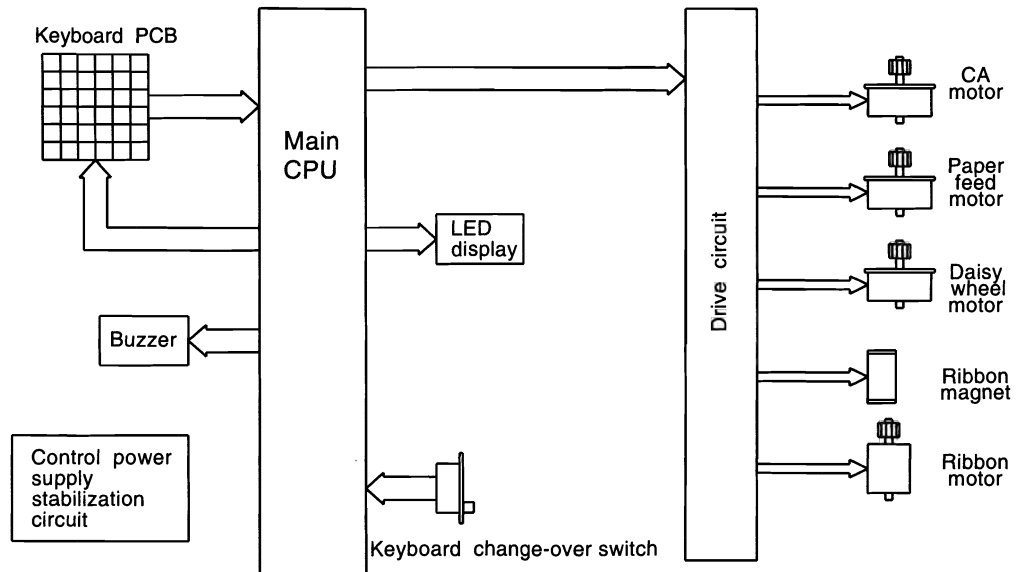 Keyboard PCB
Main
CPU
LED
display
Buzzer
Control power
supply
stabilization
circuit
Keyboard change-over switch
Drive circuit
CA
motor
Paper
feed
motor
Daisy
wheel
motor
Ribbon
magnet
Ribbon
motor